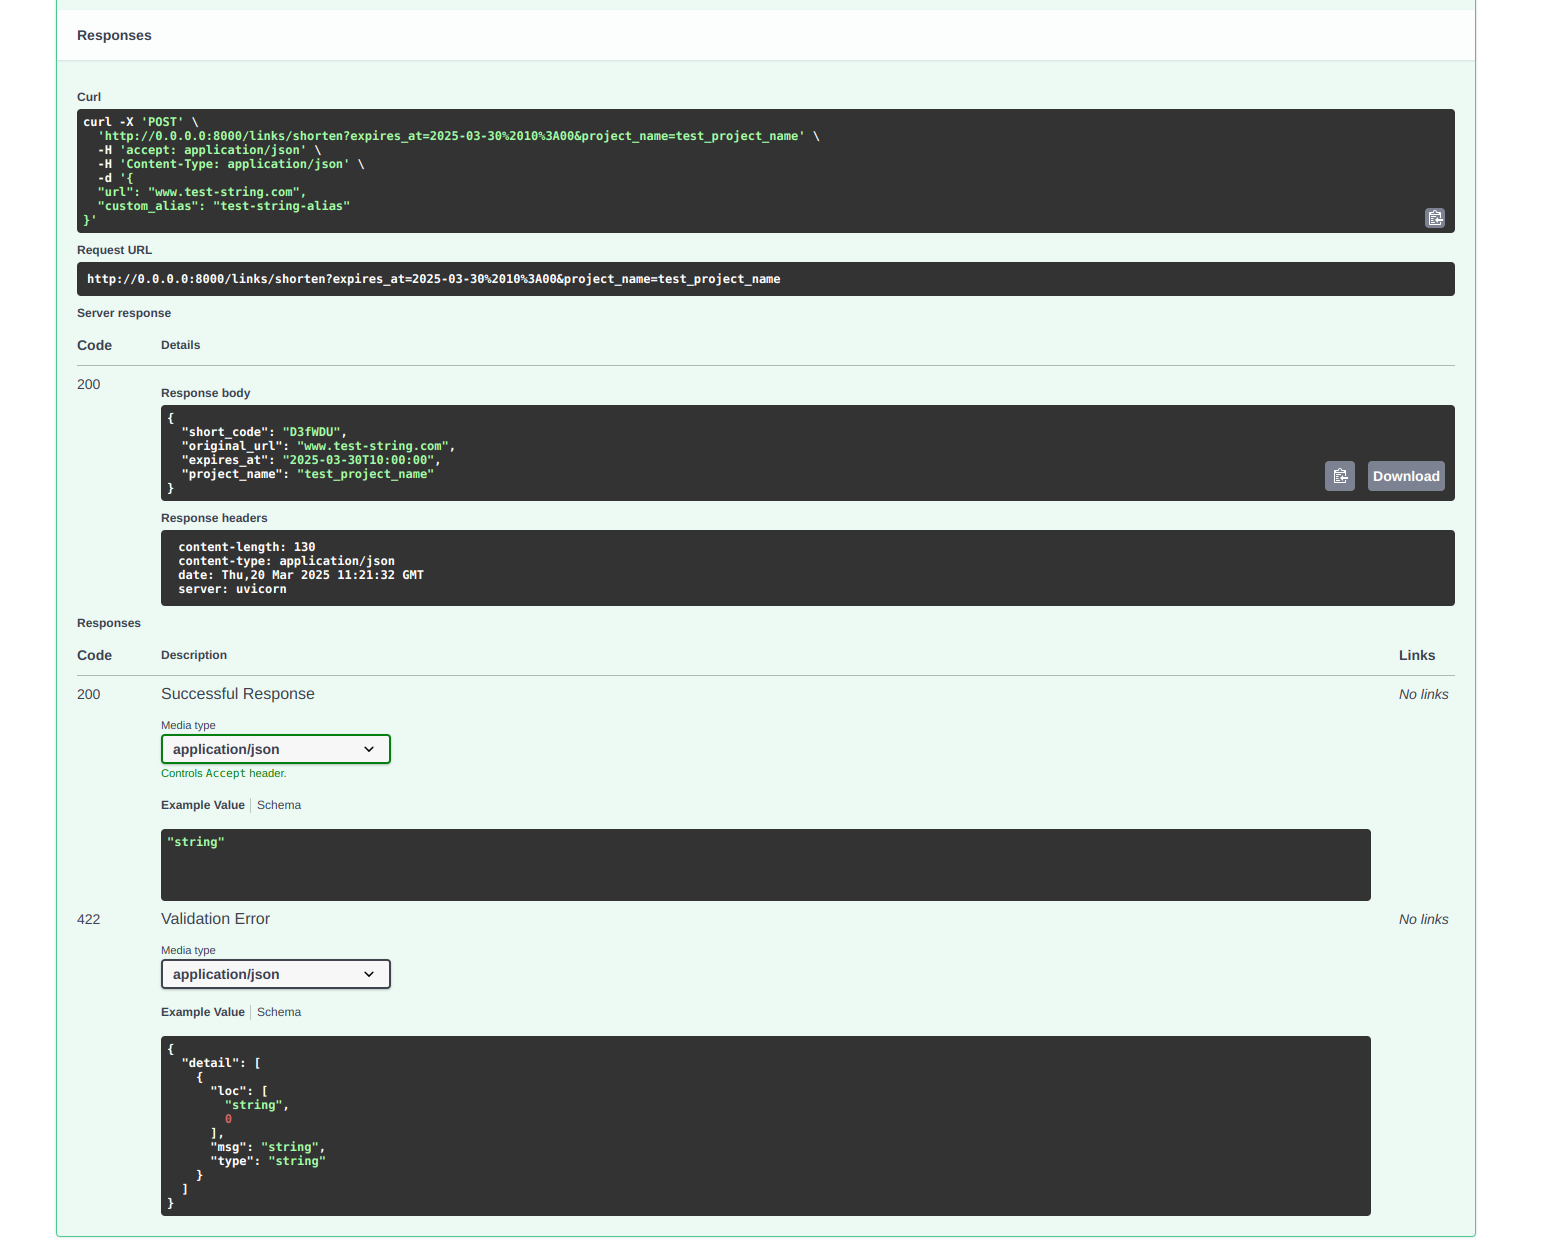 Responses
Curl
curl -X 'POST' \
  'http://0.0.0.0:8000/links/shorten?expires_at=2025-03-30%2010%3A00&project_name=test_project_name' \
  -H 'accept: application/json' \
  -H 'Content-Type: application/json' \
  -d '{
  "url": "www.test-string.com",
  "custom_alias": "test-string-alias"
}'
Request URL
http://0.0.0.0:8000/links/shorten?expires_at=2025-03-30%2010%3A00&project_name=test_project_name
Server response
Code Details
200
Response body
{
  "short_code": "D3fWDU",
  "original_url": "www.test-string.com",
  "expires_at": "2025-03-30T10:00:00",
  "project_name": "test_project_name"
}
Download
Response headers
content-length: 130
content-type: application/json
date: Thu,20 Mar 2025 11:21:32 GMT
server: uvicorn
Responses
Code Description Links
200 Successful Response No links
Media type
application/json
Controls Accept header.
Example Value Schema
"string"
422 Validation Error No links
Media type
application/json
Example Value Schema
{
  "detail": [
    {
      "loc": [
        "string",
        0
      ],
      "msg": "string",
      "type": "string"
    }
  ]
}